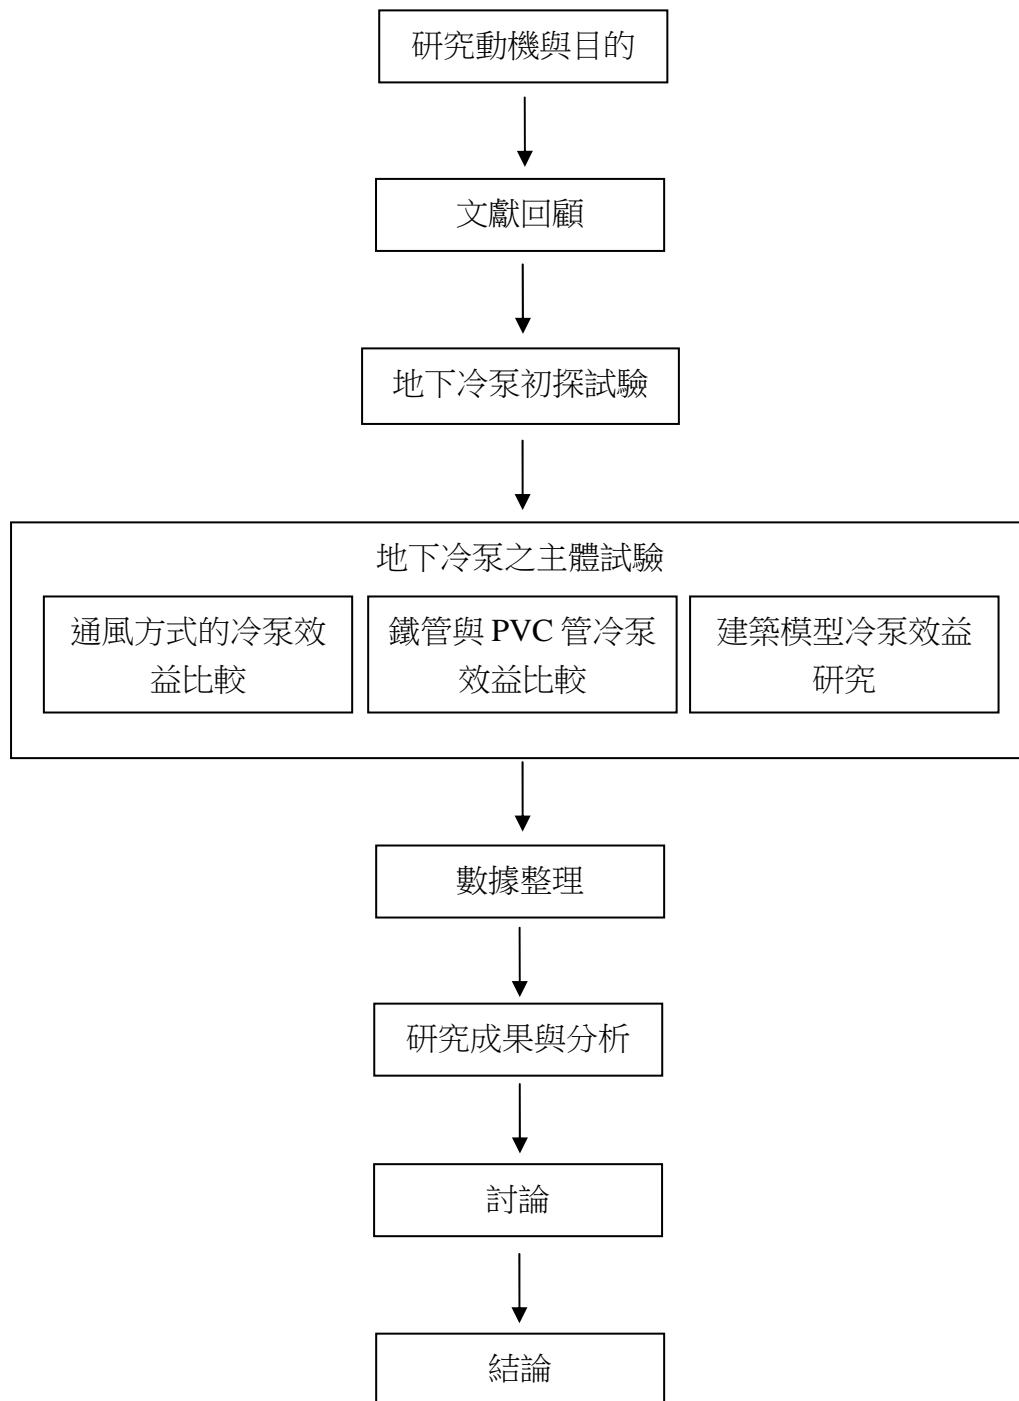 研究動機與目的
文獻回顧
地下冷泵初探試驗
地下冷泵之主體試驗
通風方式的冷泵效
益比較
鐵管與 PVC 管冷泵
效益比較
建築模型冷泵效益
研究
數據整理
研究成果與分析
討論
結論